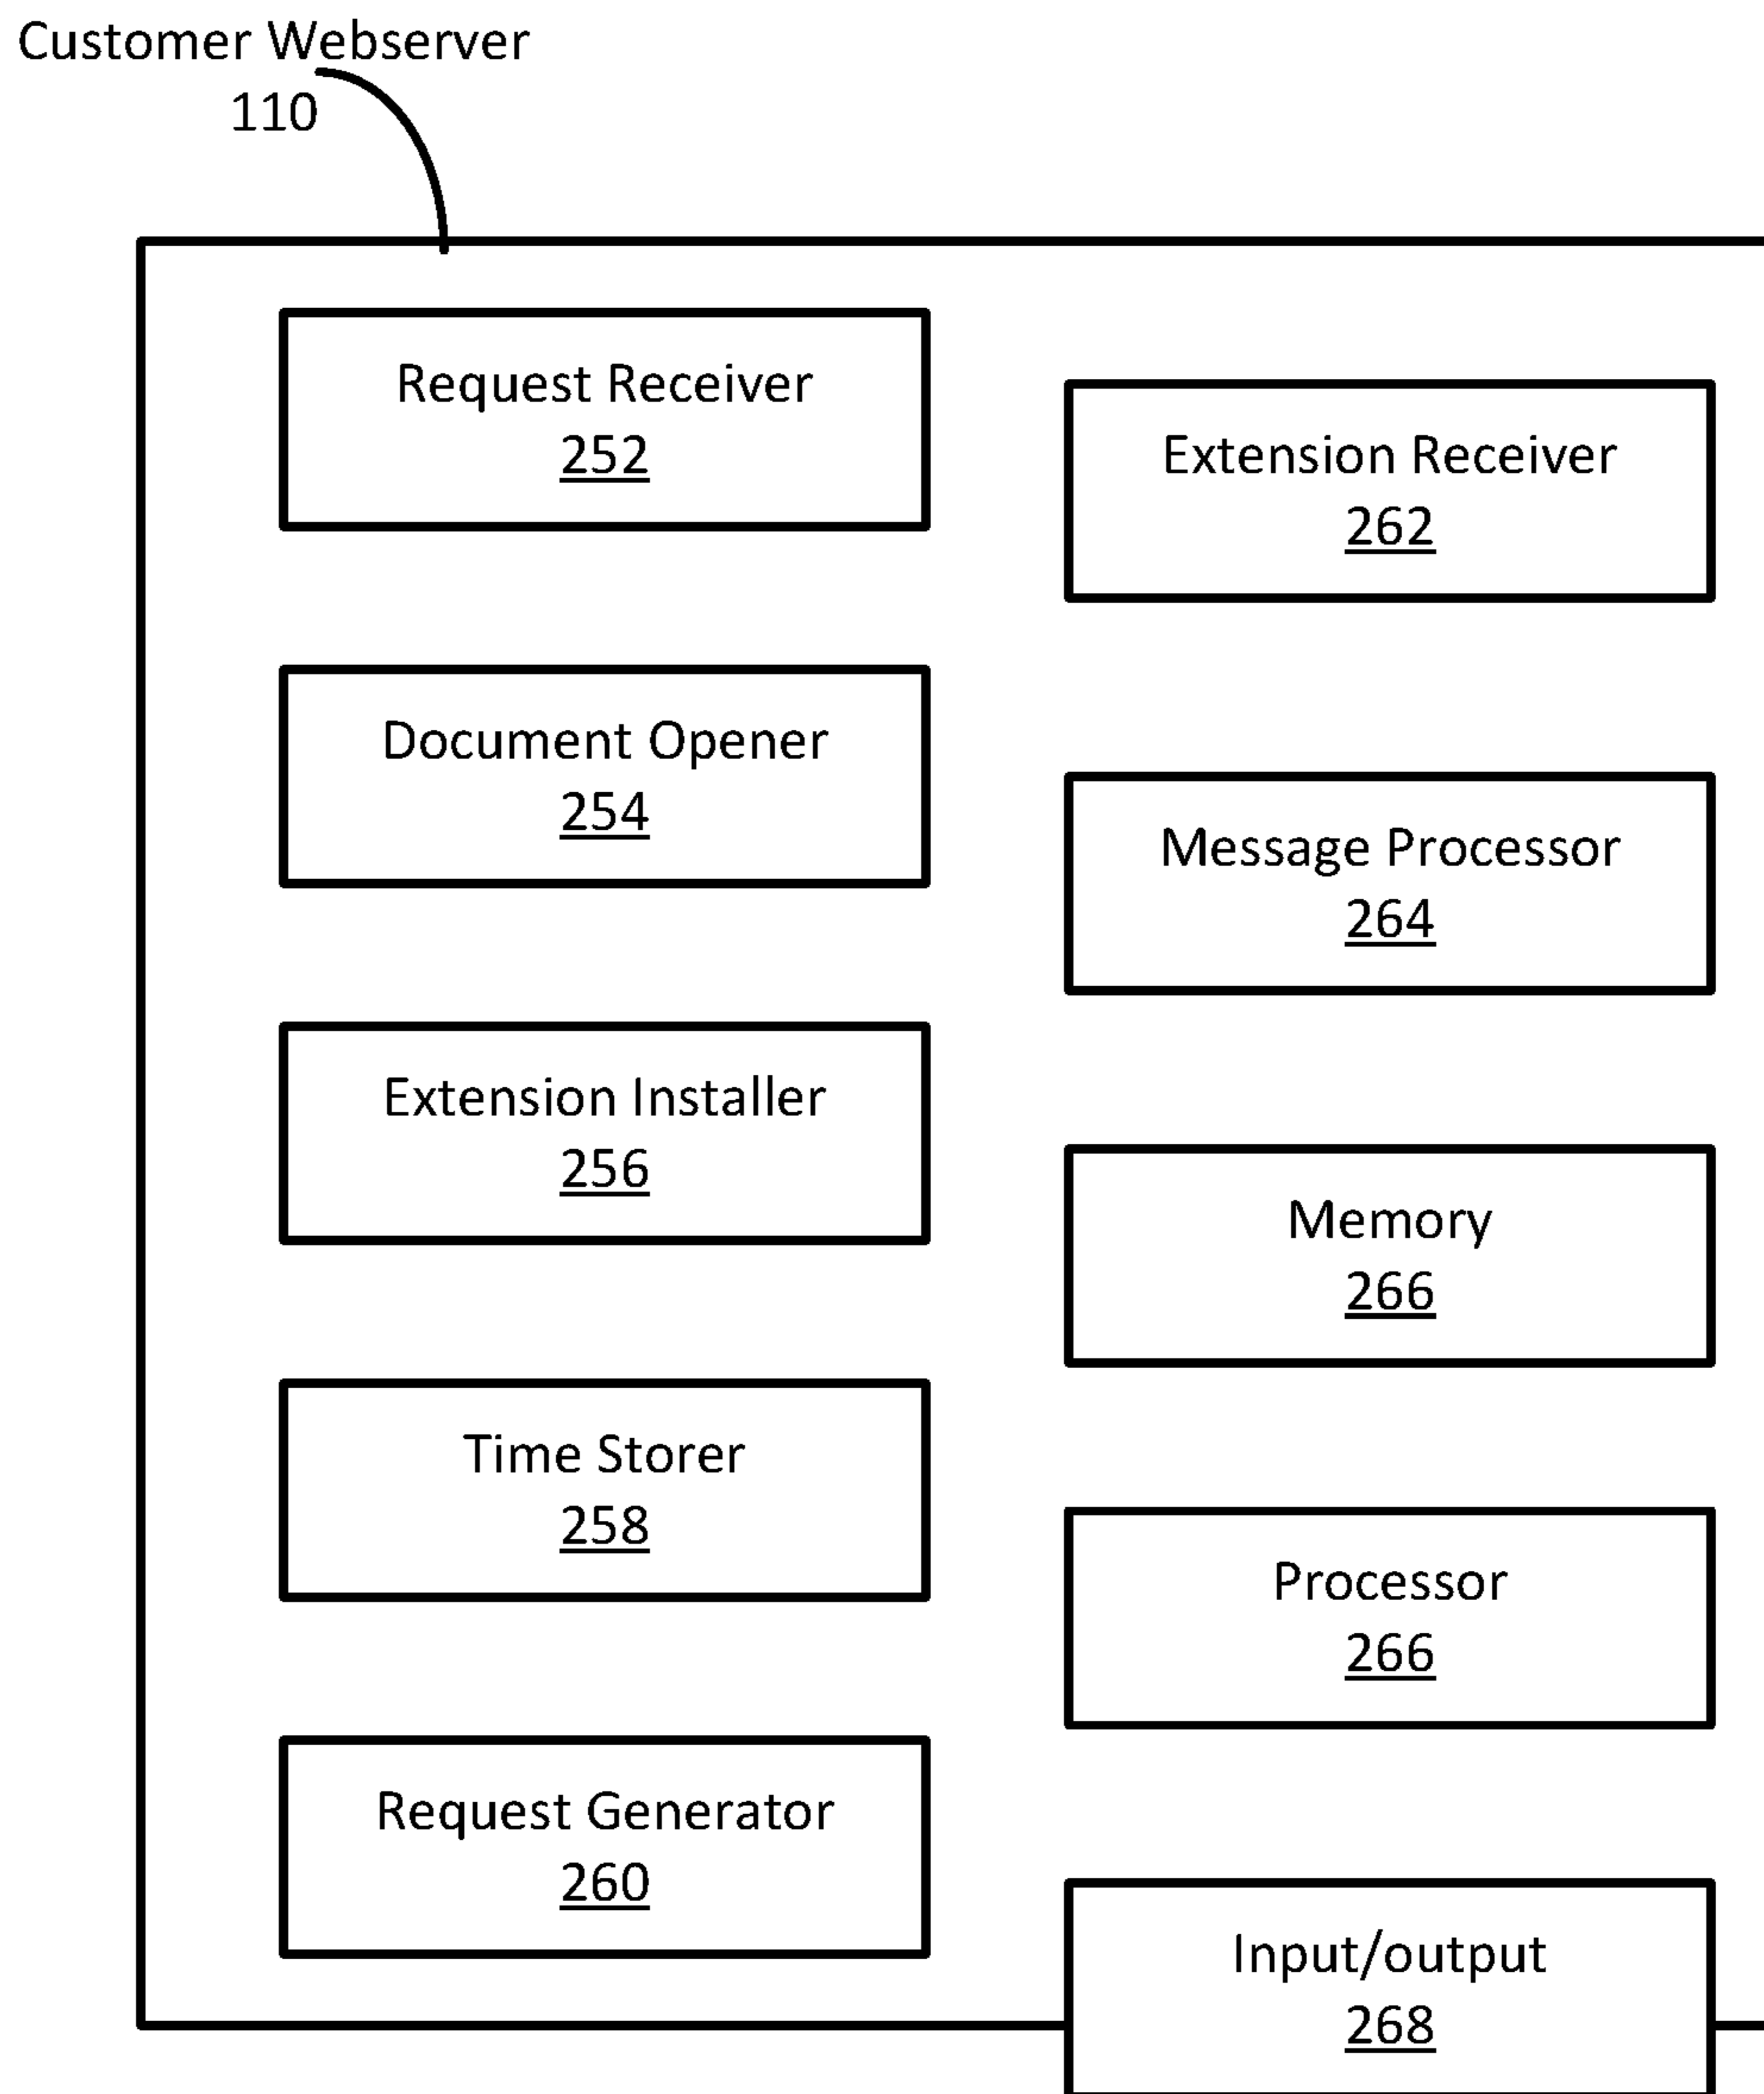 Customer Webserver
110
Request Receiver
252
Document Opener
254
Extension Installer
256
Time Storer
258
Request Generator
260
Extension Receiver
262
Message Processor
264
Memory
266
Processor
266
Input/output
268